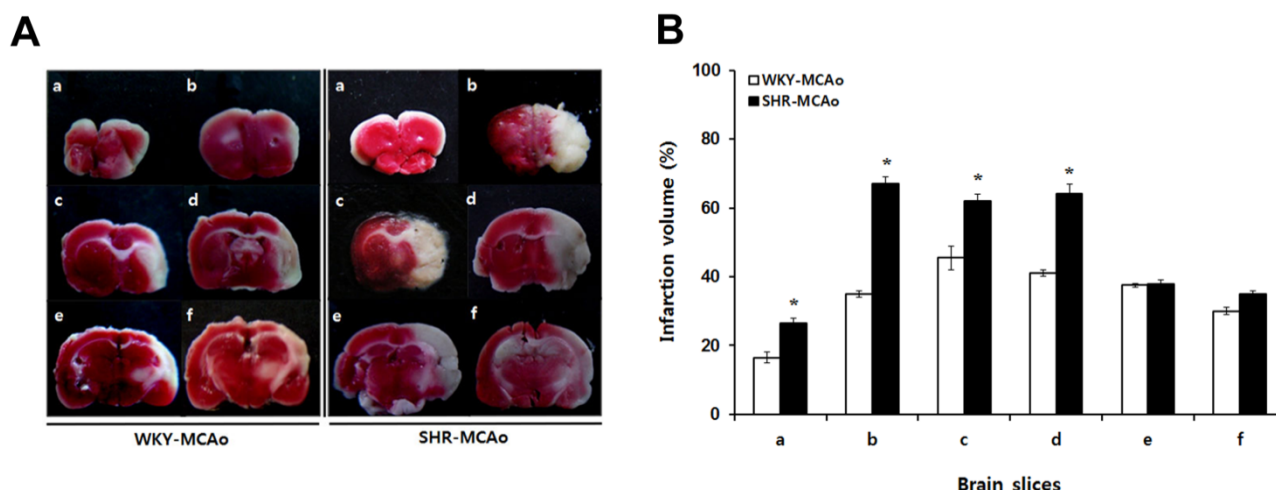 A
a b a b
c d c d
e f e f
WKY-MCAo SHR-MCAo
B
Infarction volume (%)
100
80
60
40
20
0
WKY-MCAo
SHR-MCAo
* * * *
a b c d e f
Brain slices